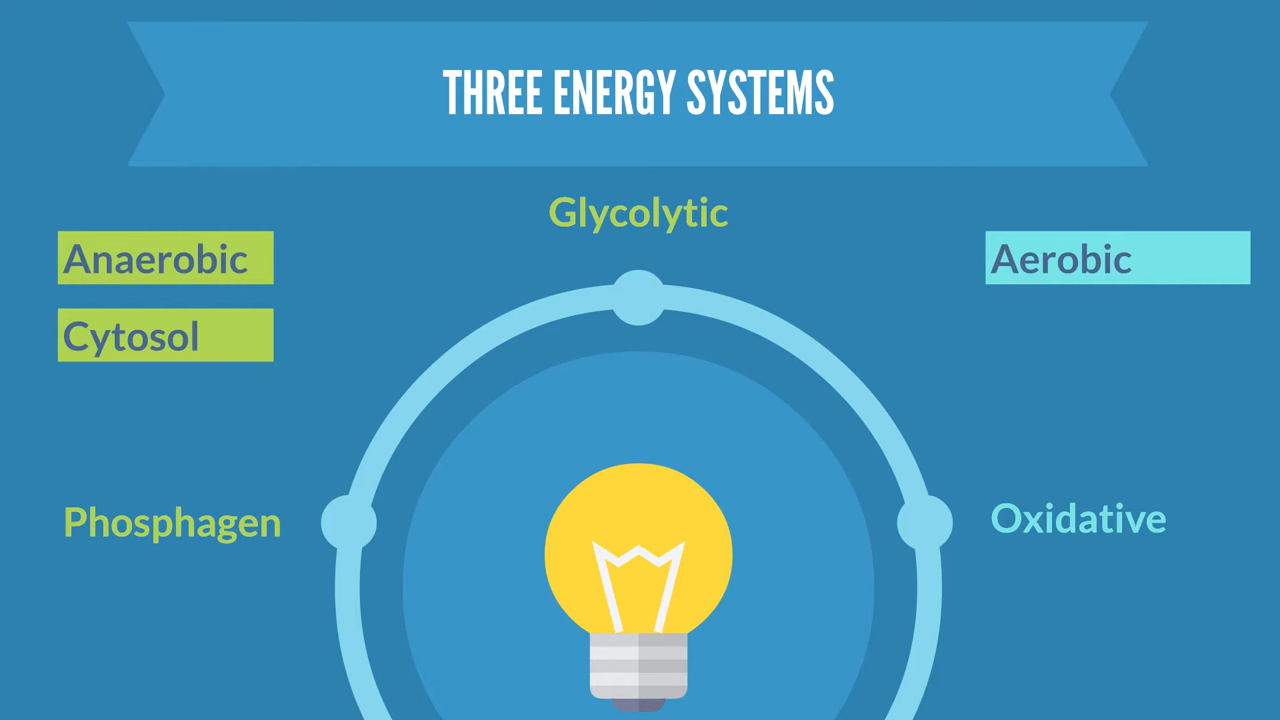 THREE ENERGY SYSTEMS
Glycolytic
Anaerobic
Aerobic
Cytosol
Phosphagen
Oxidative